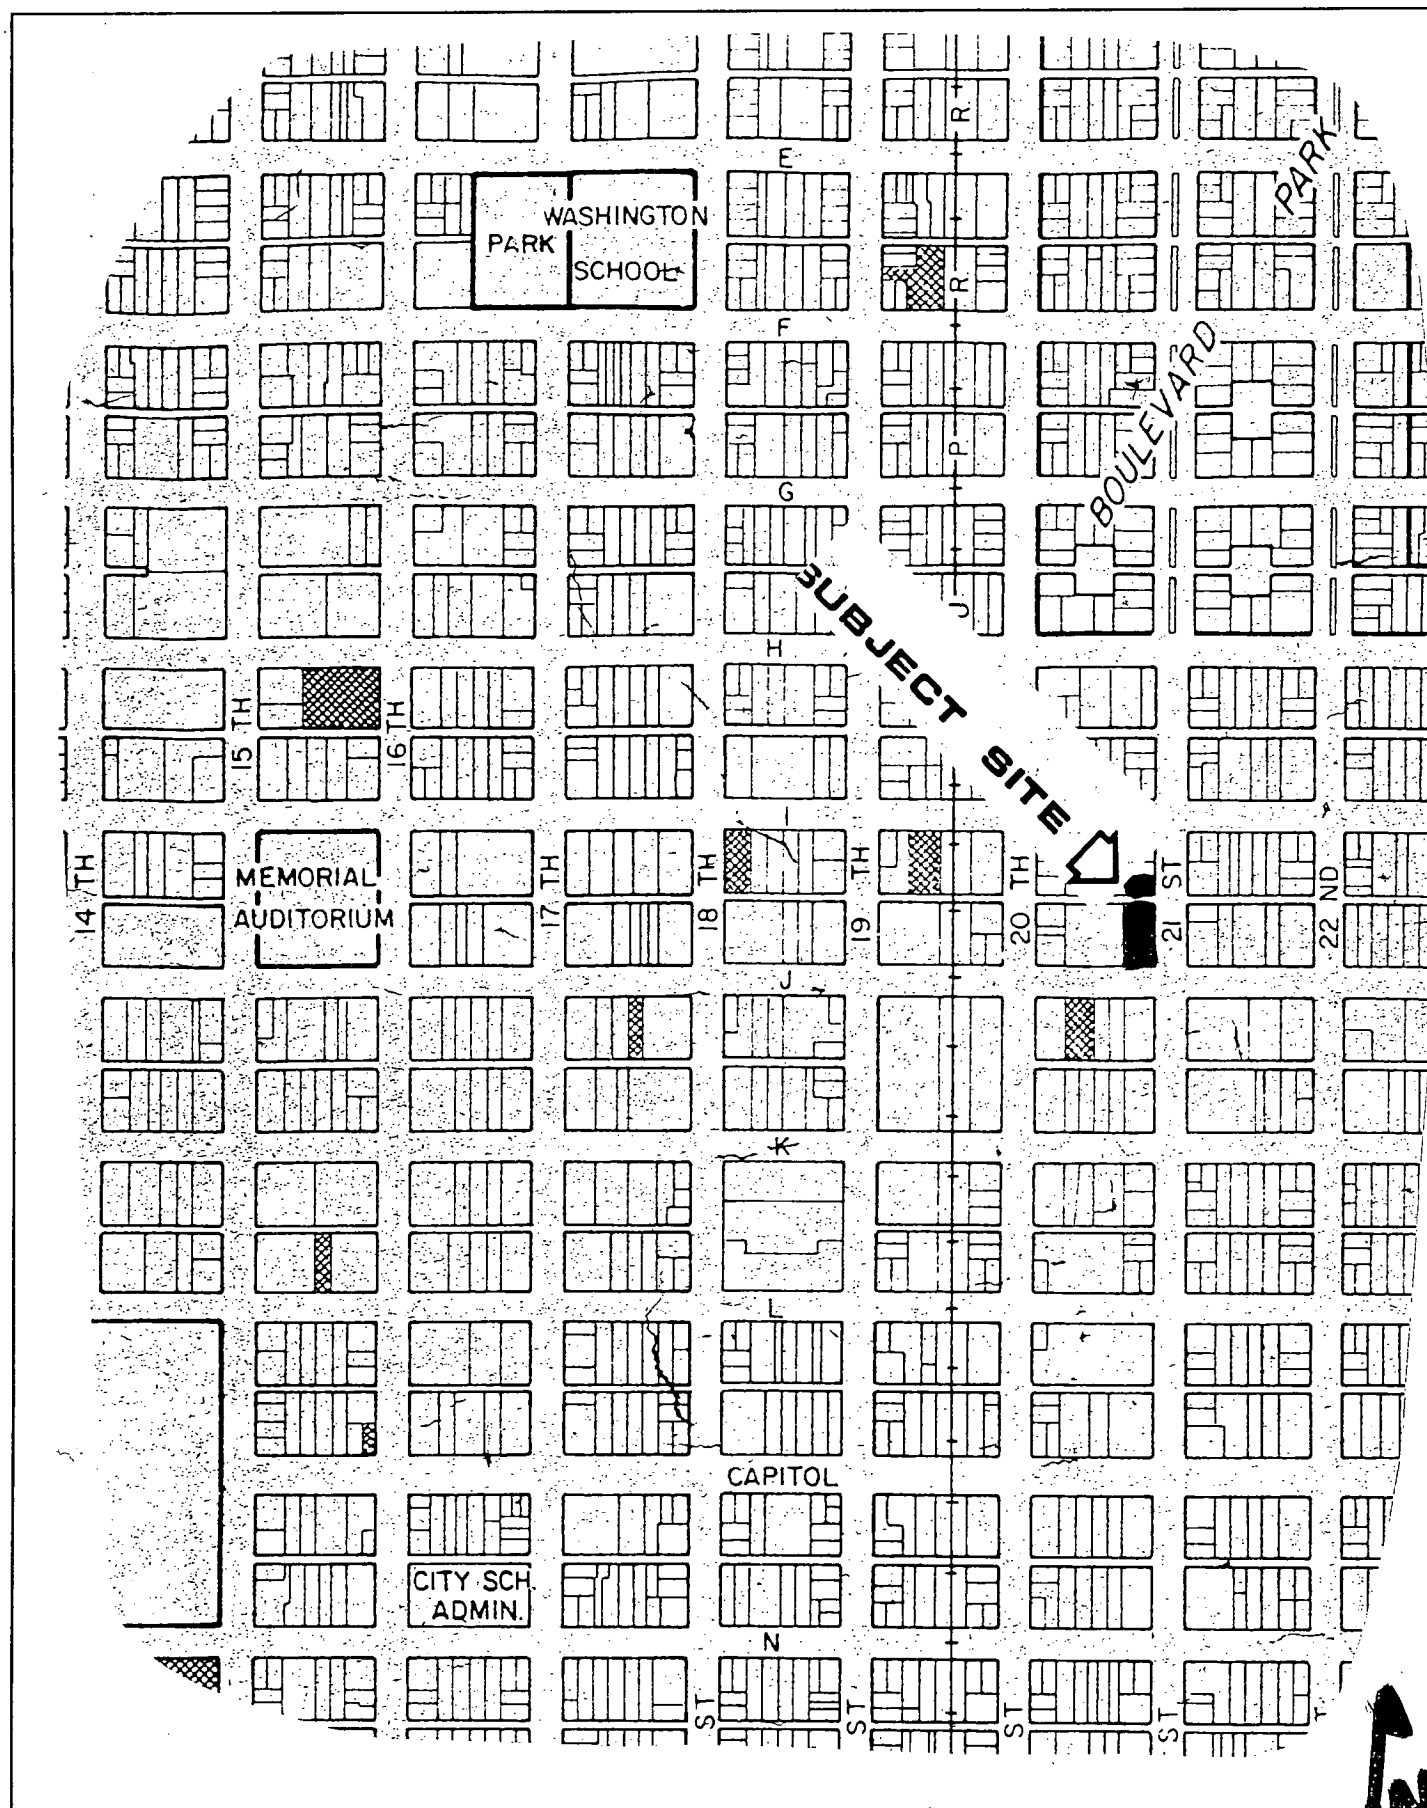 R
E
PARK
WASHINGTON
PARK
SCHOOL
R
F
BOULEVARD
P
G
J
SUBJECT SITE
H
15 TH
16 TH
I
14 TH
MEMORIAL
AUDITORIUM
17 TH
18 TH
19 TH
20 TH
21 ST
22 ND
J
K
L
CAPITOL
CITY SCH.
ADMIN.
N
ST
ST
ST
ST
N